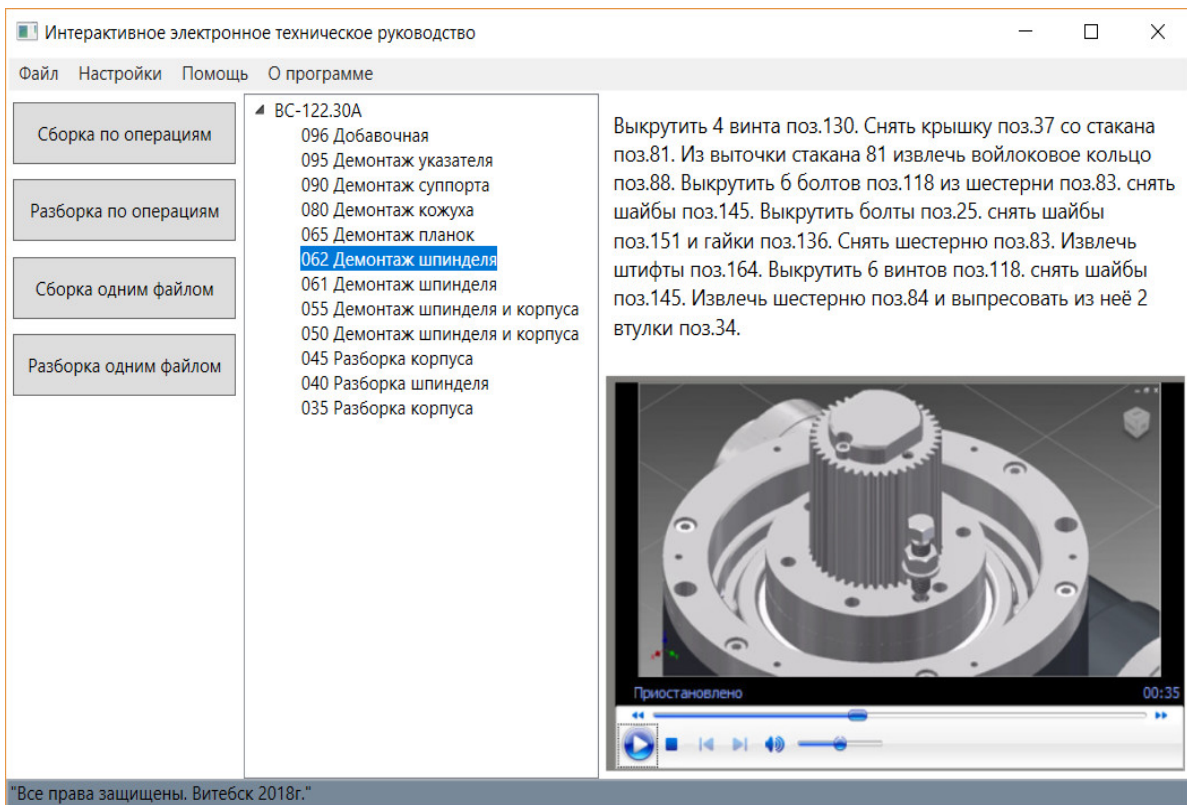 Интерактивное электронное техническое руководство
Файл Настройки Помощь О программе
Сборка по операциям
Разборка по операциям
Сборка одним файлом
Разборка одним файлом
ВС-122.30А
096 Добавочная
095 Демонтаж указателя
090 Демонтаж суппорта
080 Демонтаж кожуха
065 Демонтаж планок
062 Демонтаж шпинделя
061 Демонтаж шпинделя
055 Демонтаж шпинделя и корпуса
050 Демонтаж шпинделя и корпуса
045 Разборка корпуса
040 Разборка шпинделя
035 Разборка корпуса
Выкрутить 4 винта поз.130. Снять крышку поз.37 со стакана
поз.81. Из выточки стакана 81 извлечь войлоковое кольцо
поз.88. Выкрутить 6 болтов поз.118 из шестерни поз.83. снять
шайбы поз.145. Выкрутить болты поз.25. снять шайбы
поз.151 и гайки поз.136. Снять шестерню поз.83. Извлечь
штифты поз.164. Выкрутить 6 винтов поз.118. снять шайбы
поз.145. Извлечь шестерню поз.84 и выпресовать из неё 2
втулки поз.34.
Приостановлено 00:35
"Все права защищены. Витебск 2018г."